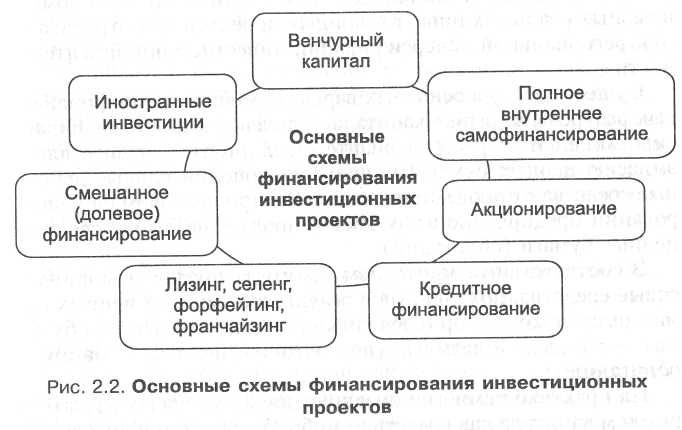 Венчурный
капитал
Иностранные
инвестиции
Полное
внутреннее
самофинансирование
Основные
схемы
финансирования
инвестиционных
проектов
Смешанное
(долевое)
финансирование
Акционирование
Лизинг, селенг,
форфейтинг,
франчайзинг
Кредитное
финансирование
Рис. 2.2. Основные схемы финансирования инвестиционных
проектов